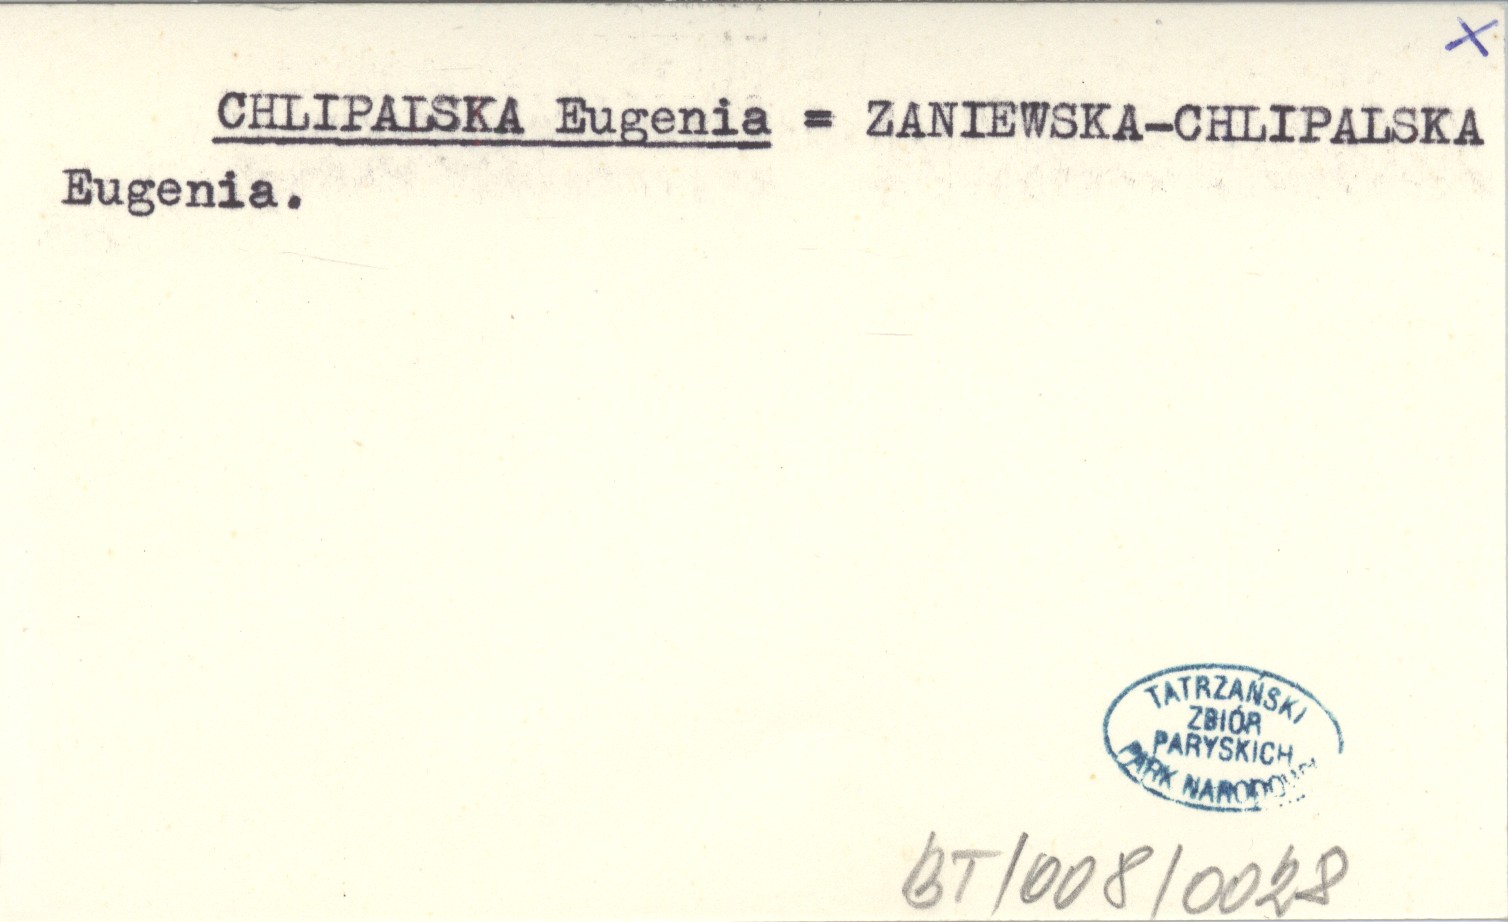 x
CHLIPALSKA Eugenia = ZANIEWSKA-CHLIPALSKA
Eugenia.
TATRZAŃSKI
ZBIÓR
PARYSKICH
PARK NARODOWY
BT/008/0028